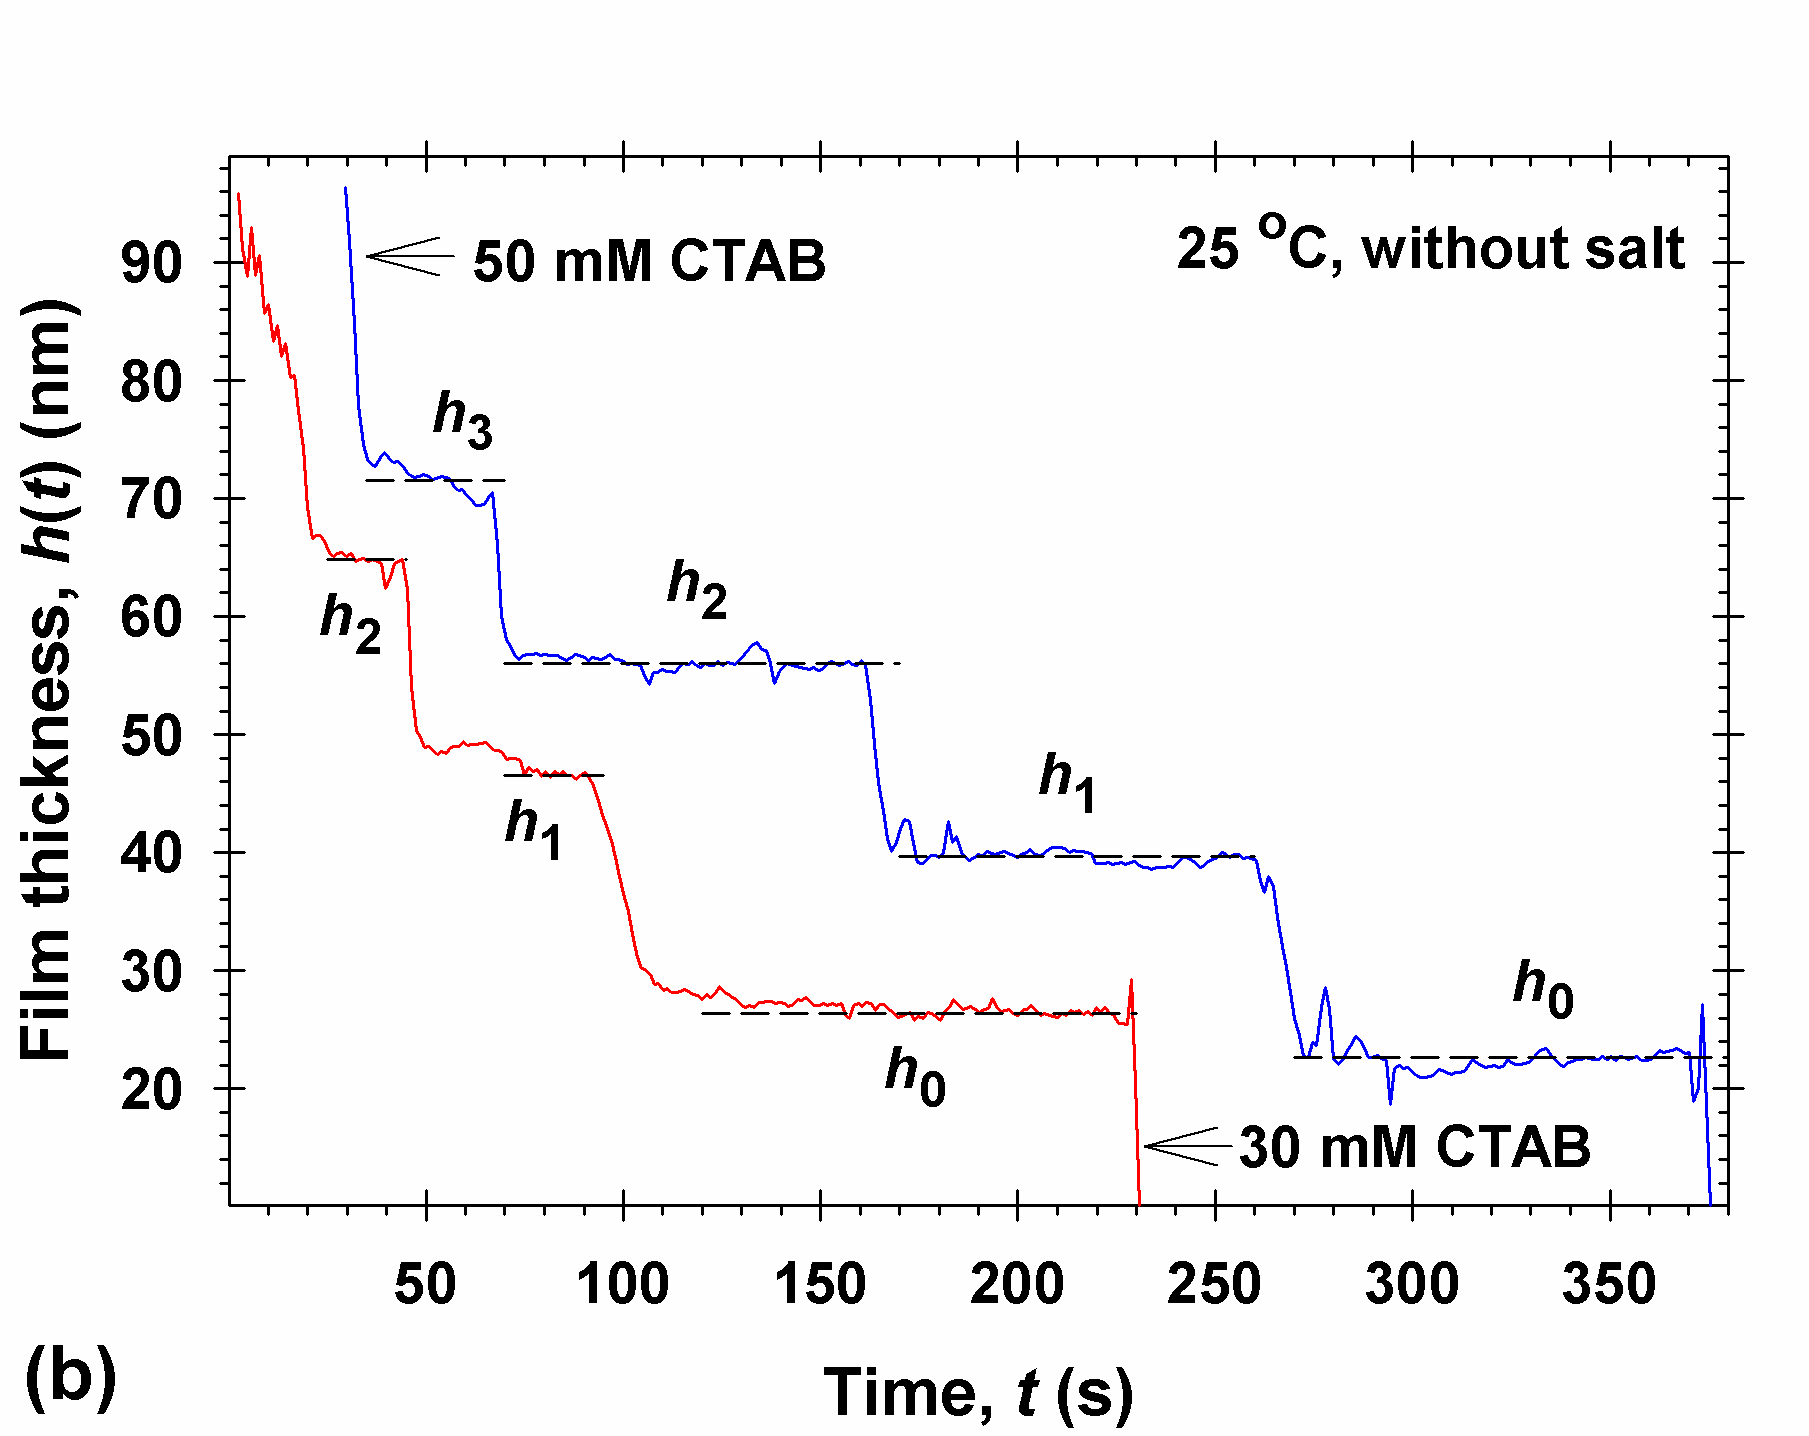 50 mM CTAB
25 °C, without salt
90
80
70
60
50
40
30
20
Film thickness, h(t) (nm)
h3
h2
h2
h1
h1
h0
h0
30 mM CTAB
50 100 150 200 250 300 350
(b)
Time, t (s)